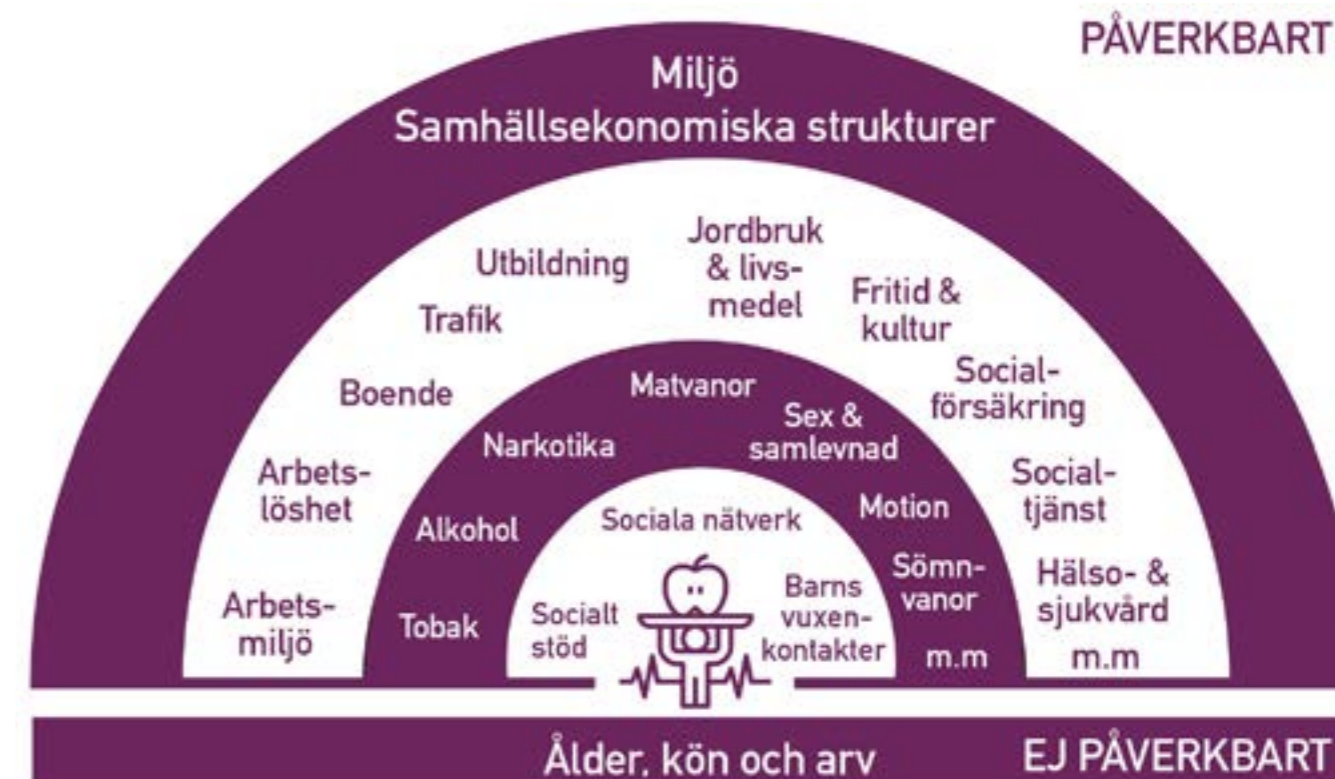 PÅVERKBART
Miljö
Samhällsekonomiska strukturer
Arbets-
miljö
Arbets-
löshet
Boende
Trafik
Utbildning
Jordbruk
& livs-
medel
Fritid &
kultur
Social-
försäkring
Social-
tjänst
Hälso- &
sjukvård
m.m
Tobak
Alkohol
Narkotika
Matvanor
Sex &
samlevnad
Motion
Sömn-
vanor
m.m
Socialt
stöd
Sociala nätverk
Barns
vuxen-
kontakter
Ålder, kön och arv
EJ PÅVERKBART